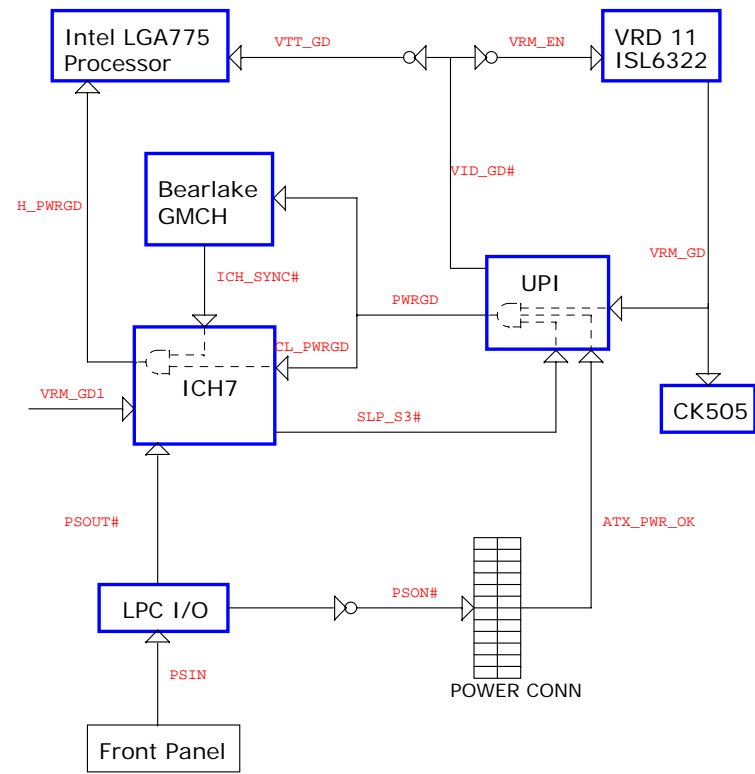 Intel LGA775
Processor
VTT_GD
VRM_EN
VRD 11
ISL6322
VID_GD#
Bearlake
GMCH
H_PWRGD
VRM_GD
ICH_SYNC#
UPI
PWRGD
CL_PWRGD
ICH7
VRM_GD1
CK505
SLP_S3#
PSOUT#
ATX_PWR_OK
LPC I/O
PSON#
PSIN
POWER CONN
Front Panel